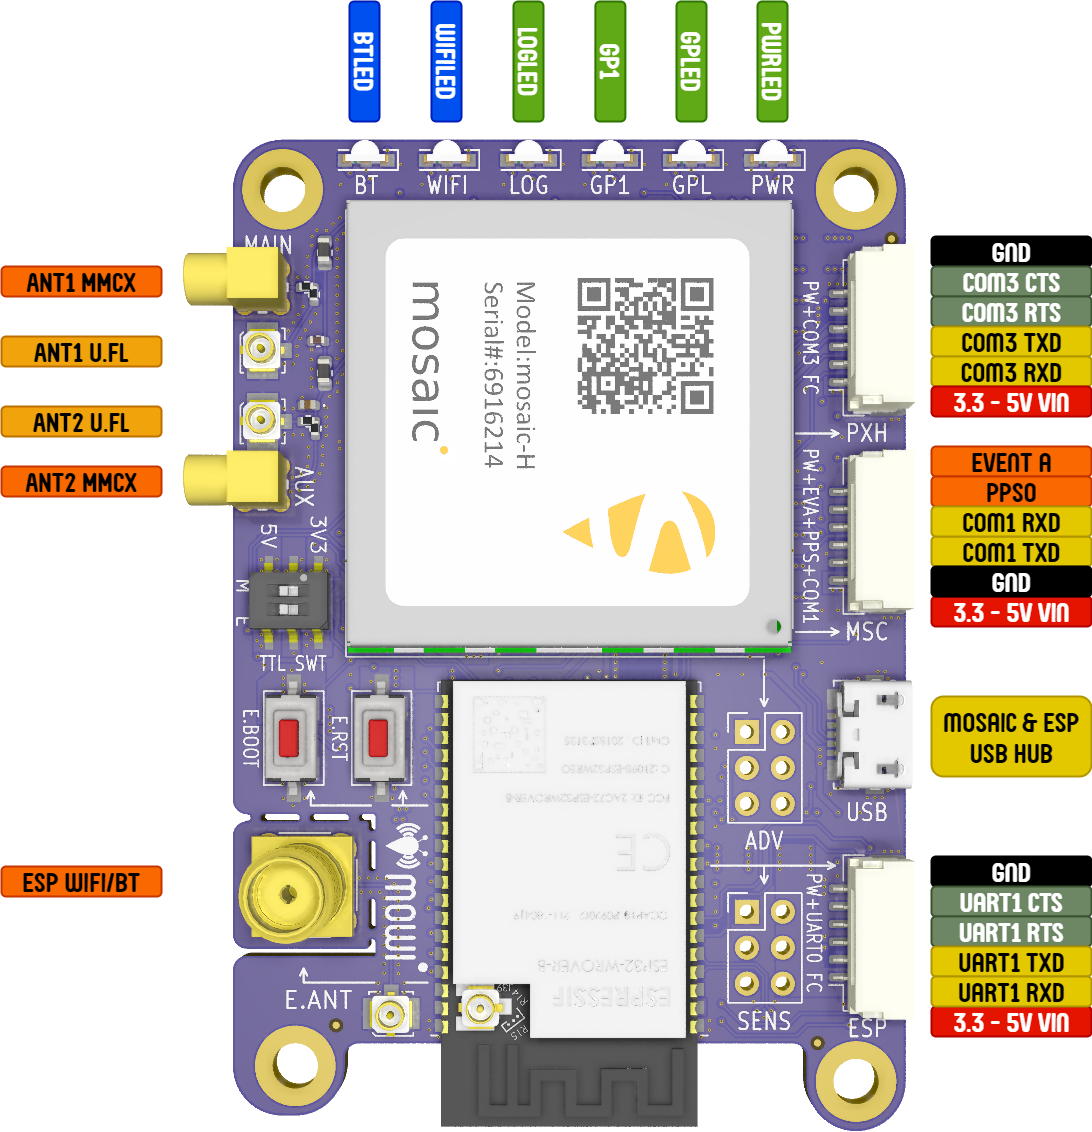 BTLED
WIFILED
LOGLED
GP1
GPLED
PWRLED
BT
WIFI
LOG
GP1
GPL
PWR
MAIN
ANT1 MMCX
ANT1 U.FL
ANT2 U.FL
ANT2 MMCX
AUX
5V
3V3
M
E
TTL SWT
mosaic
Serial#:6916214
Model:mosaic-H
PW+COM3 FC
PXH
GND
COM3 CTS
COM3 RTS
COM3 TXD
COM3 RXD
3.3 - 5V VIN
PW+EVA+PPS+COM1
MSC
EVENT A
PPSO
COM1 RXD
COM1 TXD
GND
3.3 - 5V VIN
E.BOOT
E.RST
USB
MOSAIC & ESP
USB HUB
ADV
ESP WIFI/BT
mowi
E.ANT
CE
ESP32-WROVER-B
ESPRESSIF
R14
R15
SENS
PW+UART0 FC
ESP
GND
UART1 CTS
UART1 RTS
UART1 TXD
UART1 RXD
3.3 - 5V VIN